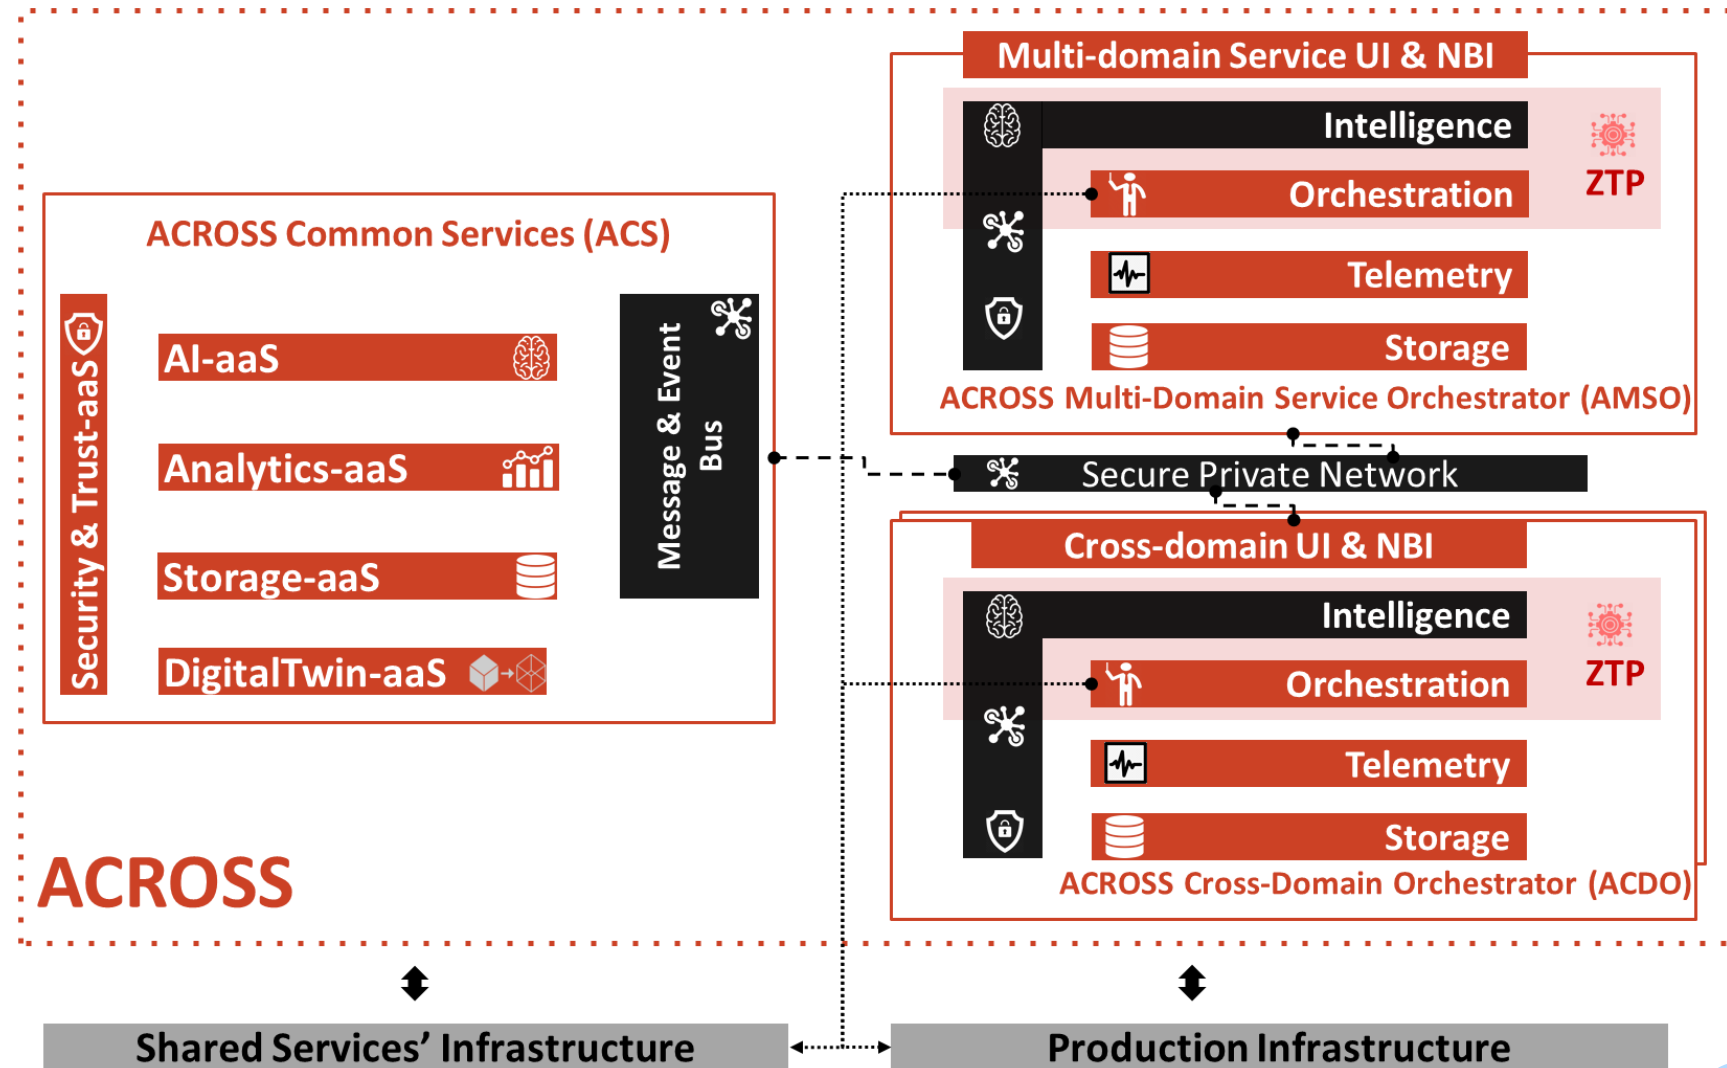 Multi-domain Service UI & NBI
Intelligence
Orchestration
ZTP
Telemetry
Storage
ACROSS Multi-Domain Service Orchestrator (AMSO)
ACROSS Common Services (ACS)
Security & Trust-aaS
AI-aaS
Analytics-aaS
Storage-aaS
DigitalTwin-aaS
Message & Event
Bus
Secure Private Network
Cross-domain UI & NBI
Intelligence
Orchestration
ZTP
Telemetry
Storage
ACROSS Cross-Domain Orchestrator (ACDO)
ACROSS
Shared Services’ Infrastructure
Production Infrastructure